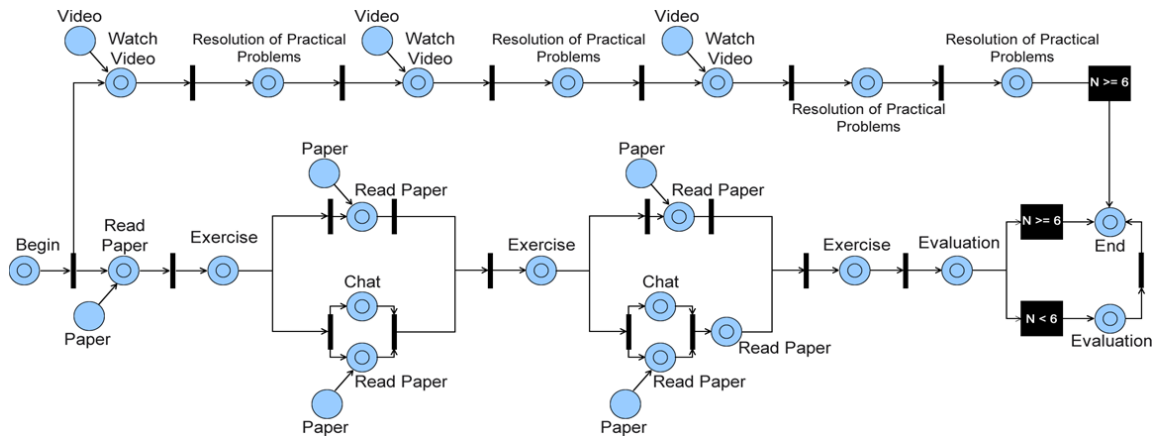 Video
Watch
Video
Resolution of Practical
Problems
Video
Watch
Video
Resolution of Practical
Problems
Video
Watch
Video
Resolution of Practical
Problems
Resolution of Practical
Problems
N >= 6
Paper
Read Paper
Paper
Read Paper
Begin
Read
Paper
Exercise
Exercise
Exercise
Evaluation
N >= 6
End
Paper
Chat
Read Paper
Paper
Chat
Read Paper
Read Paper
Paper
N < 6
Evaluation